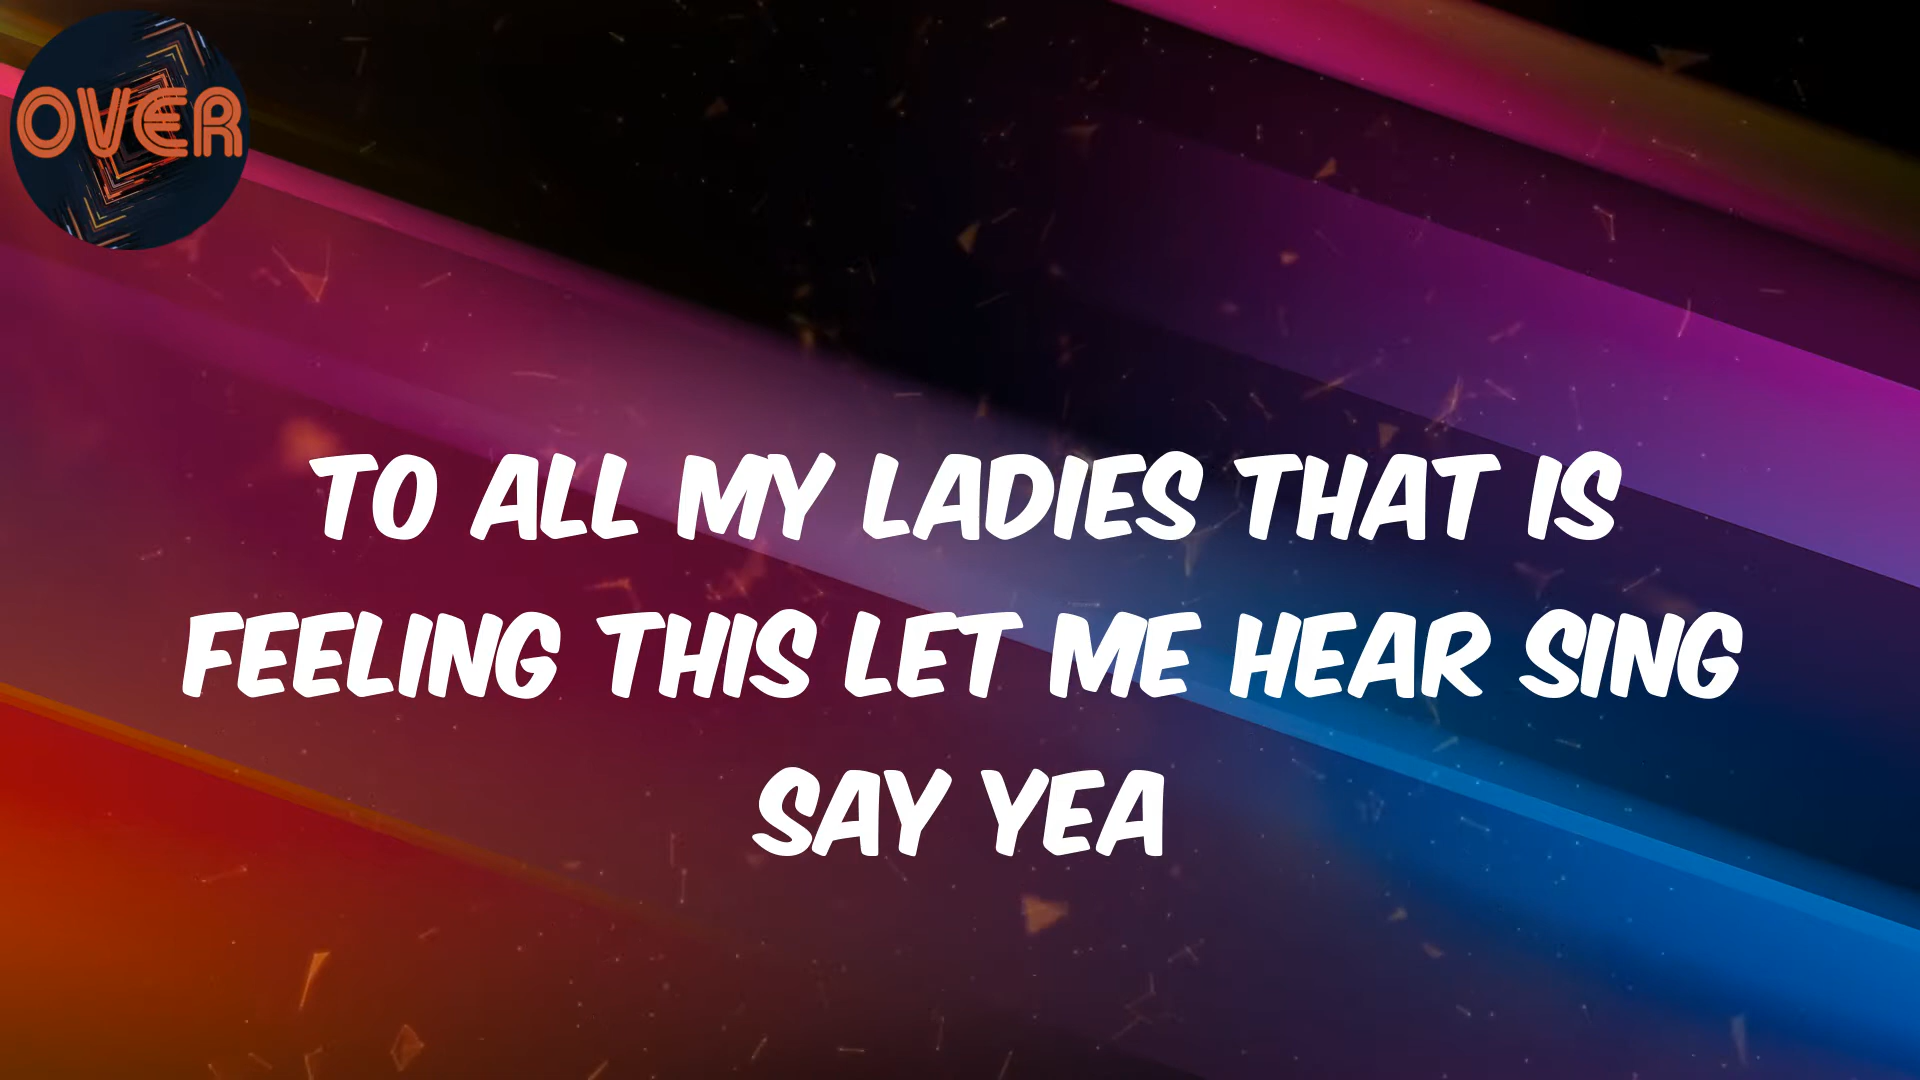 OVER
TO ALL MY LADIES THAT IS
FEELING THIS LET ME HEAR SING
SAY YEA